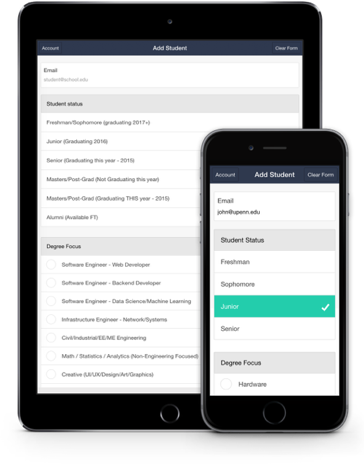 Account Add Student Clear Form
Email
student@school.edu
Student status
Freshman/Sophomore (graduating 2017+)
Junior (Graduating 2016)
Senior (Graduating this year - 2015)
Masters/Post-Grad (Not Graduating this year)
Masters/Post-Grad (Graduating THIS year - 2015)
Alumni (Available FT)
Degree Focus
Software Engineer - Web Developer
Software Engineer - Backend Developer
Software Engineer - Data Science/Machine Learning
Infrastructure Engineer - Network/Systems
Civil/Industrial/EE/ME Engineering
Math / Statistics / Analytics (Non-Engineering Focused)
Creative (UI/UX/Design/Art/Graphics)
Account Add Student Clear Form
Email
john@upenn.edu
Student Status
Freshman
Sophomore
Junior
Senior
Degree Focus
Hardware